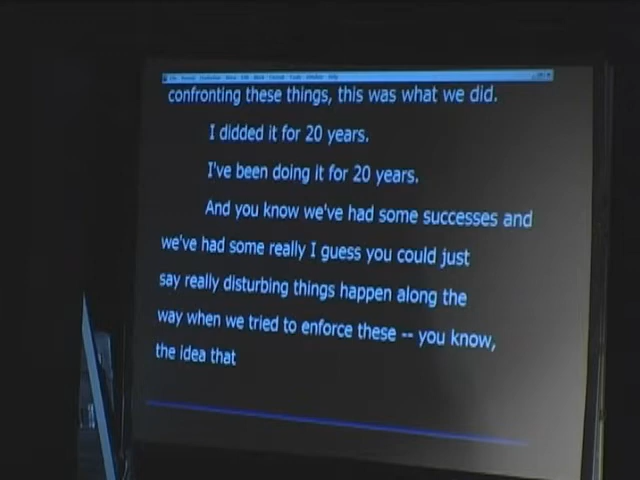 confronting these things, this was what we did.
I didded it for 20 years.
I've been doing it for 20 years.
And you know we've had some successes and
we've had some really I guess you could just
say really disturbing things happen along the
way when we tried to enforce these -- you know,
the idea that